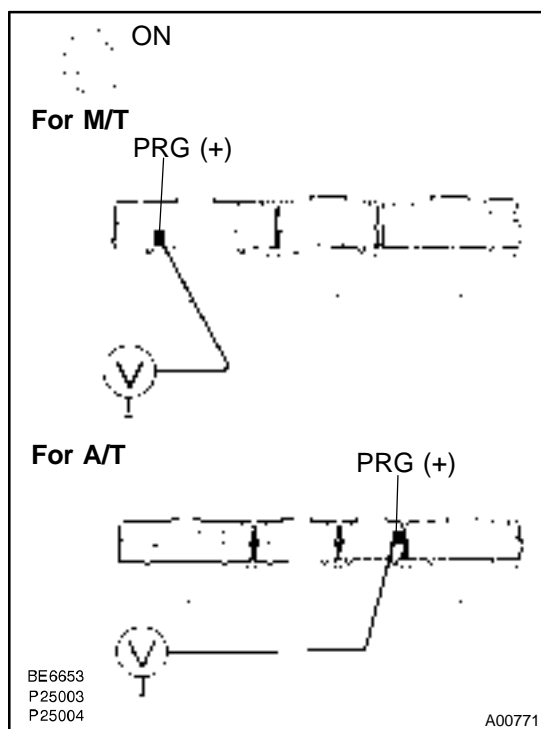 ON
For M/T
PRG (+)
V
For A/T
PRG (+)
V
BE6653
P25003
P25004
A00771